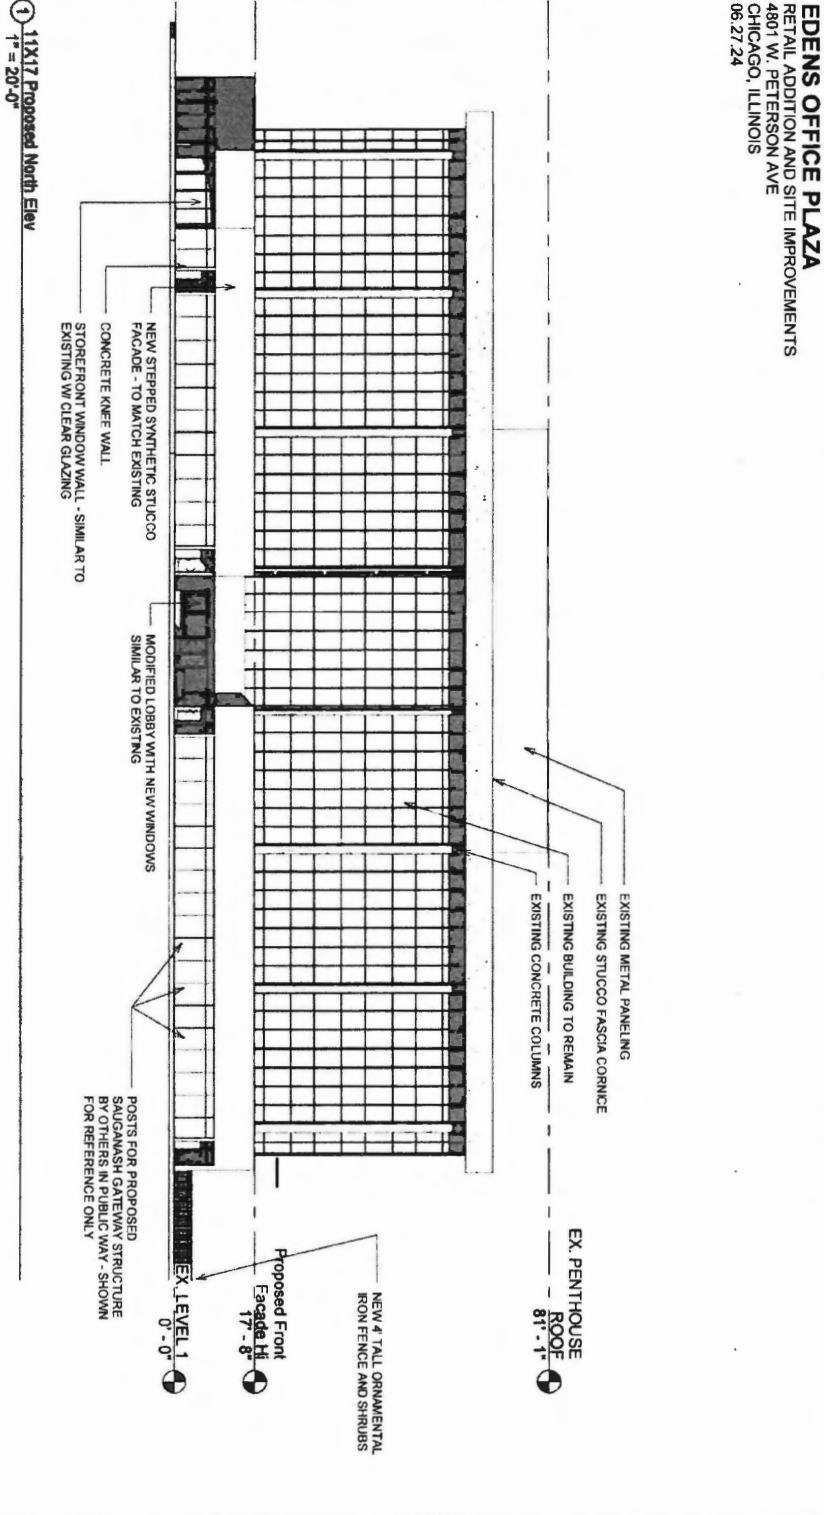 EDENS OFFICE PLAZA
RETAIL ADDITION AND SITE IMPROVEMENTS
4801 W. PETERSON AVE
CHICAGO, ILLINOIS
06.27.24
EXISTING METAL PANELING
EXISTING STUCCO FASCIA CORNICE
EXISTING BUILDING TO REMAIN
EXISTING CONCRETE COLUMNS
EX. PENTHOUSE
ROOF
81' - 1"
NEW 4' TALL ORNAMENTAL
IRON FENCE AND SHRUBS
Proposed Front
Facade Ht
17' - 8"
EX. LEVEL 1
0' - 0"
NEW STEPPED SYNTHETIC STUCCO
FACADE - TO MATCH EXISTING
CONCRETE KNEE WALL
STOREFRONT WINDOW WALL - SIMILAR TO
EXISTING W/ CLEAR GLAZING
MODIFIED LOBBY WITH NEW WINDOWS
SIMILAR TO EXISTING
POSTS FOR PROPOSED
SAUGANASH GATEWAY STRUCTURE
BY OTHERS IN PUBLIC WAY - SHOWN
FOR REFERENCE ONLY
1 11X17 Proposed North Elev
1" = 20'-0"